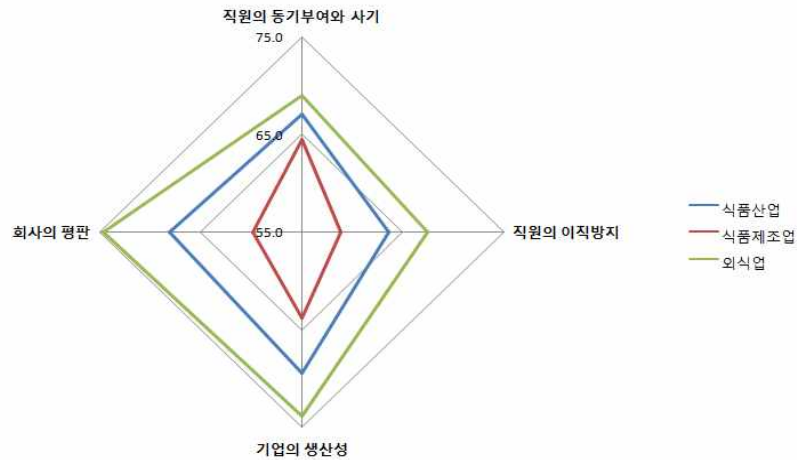 직원의 동기부여와 사기
75.0
65.0
회사의 평판
55.0
직원의 이직방지
식품산업
식품제조업
외식업
기업의 생산성